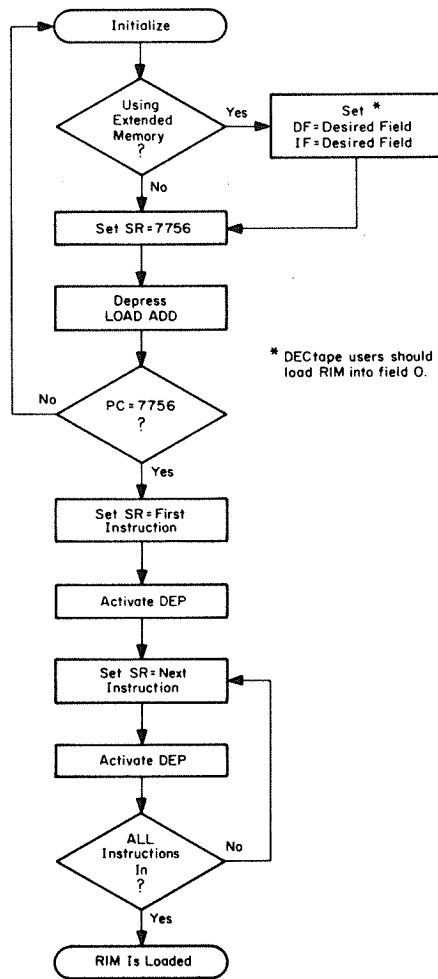 Initialize
Using
Extended
Memory
?
Yes
Set *
DF=Desired Field
IF=Desired Field
No
Set SR=7756
Depress
LOAD ADD
* DECtape users should
load RIM into field 0.
No
PC=7756
?
Yes
Set SR=First
Instruction
Activate DEP
Set SR=Next
Instruction
Activate DEP
ALL
Instructions
In
?
No
Yes
RIM Is Loaded